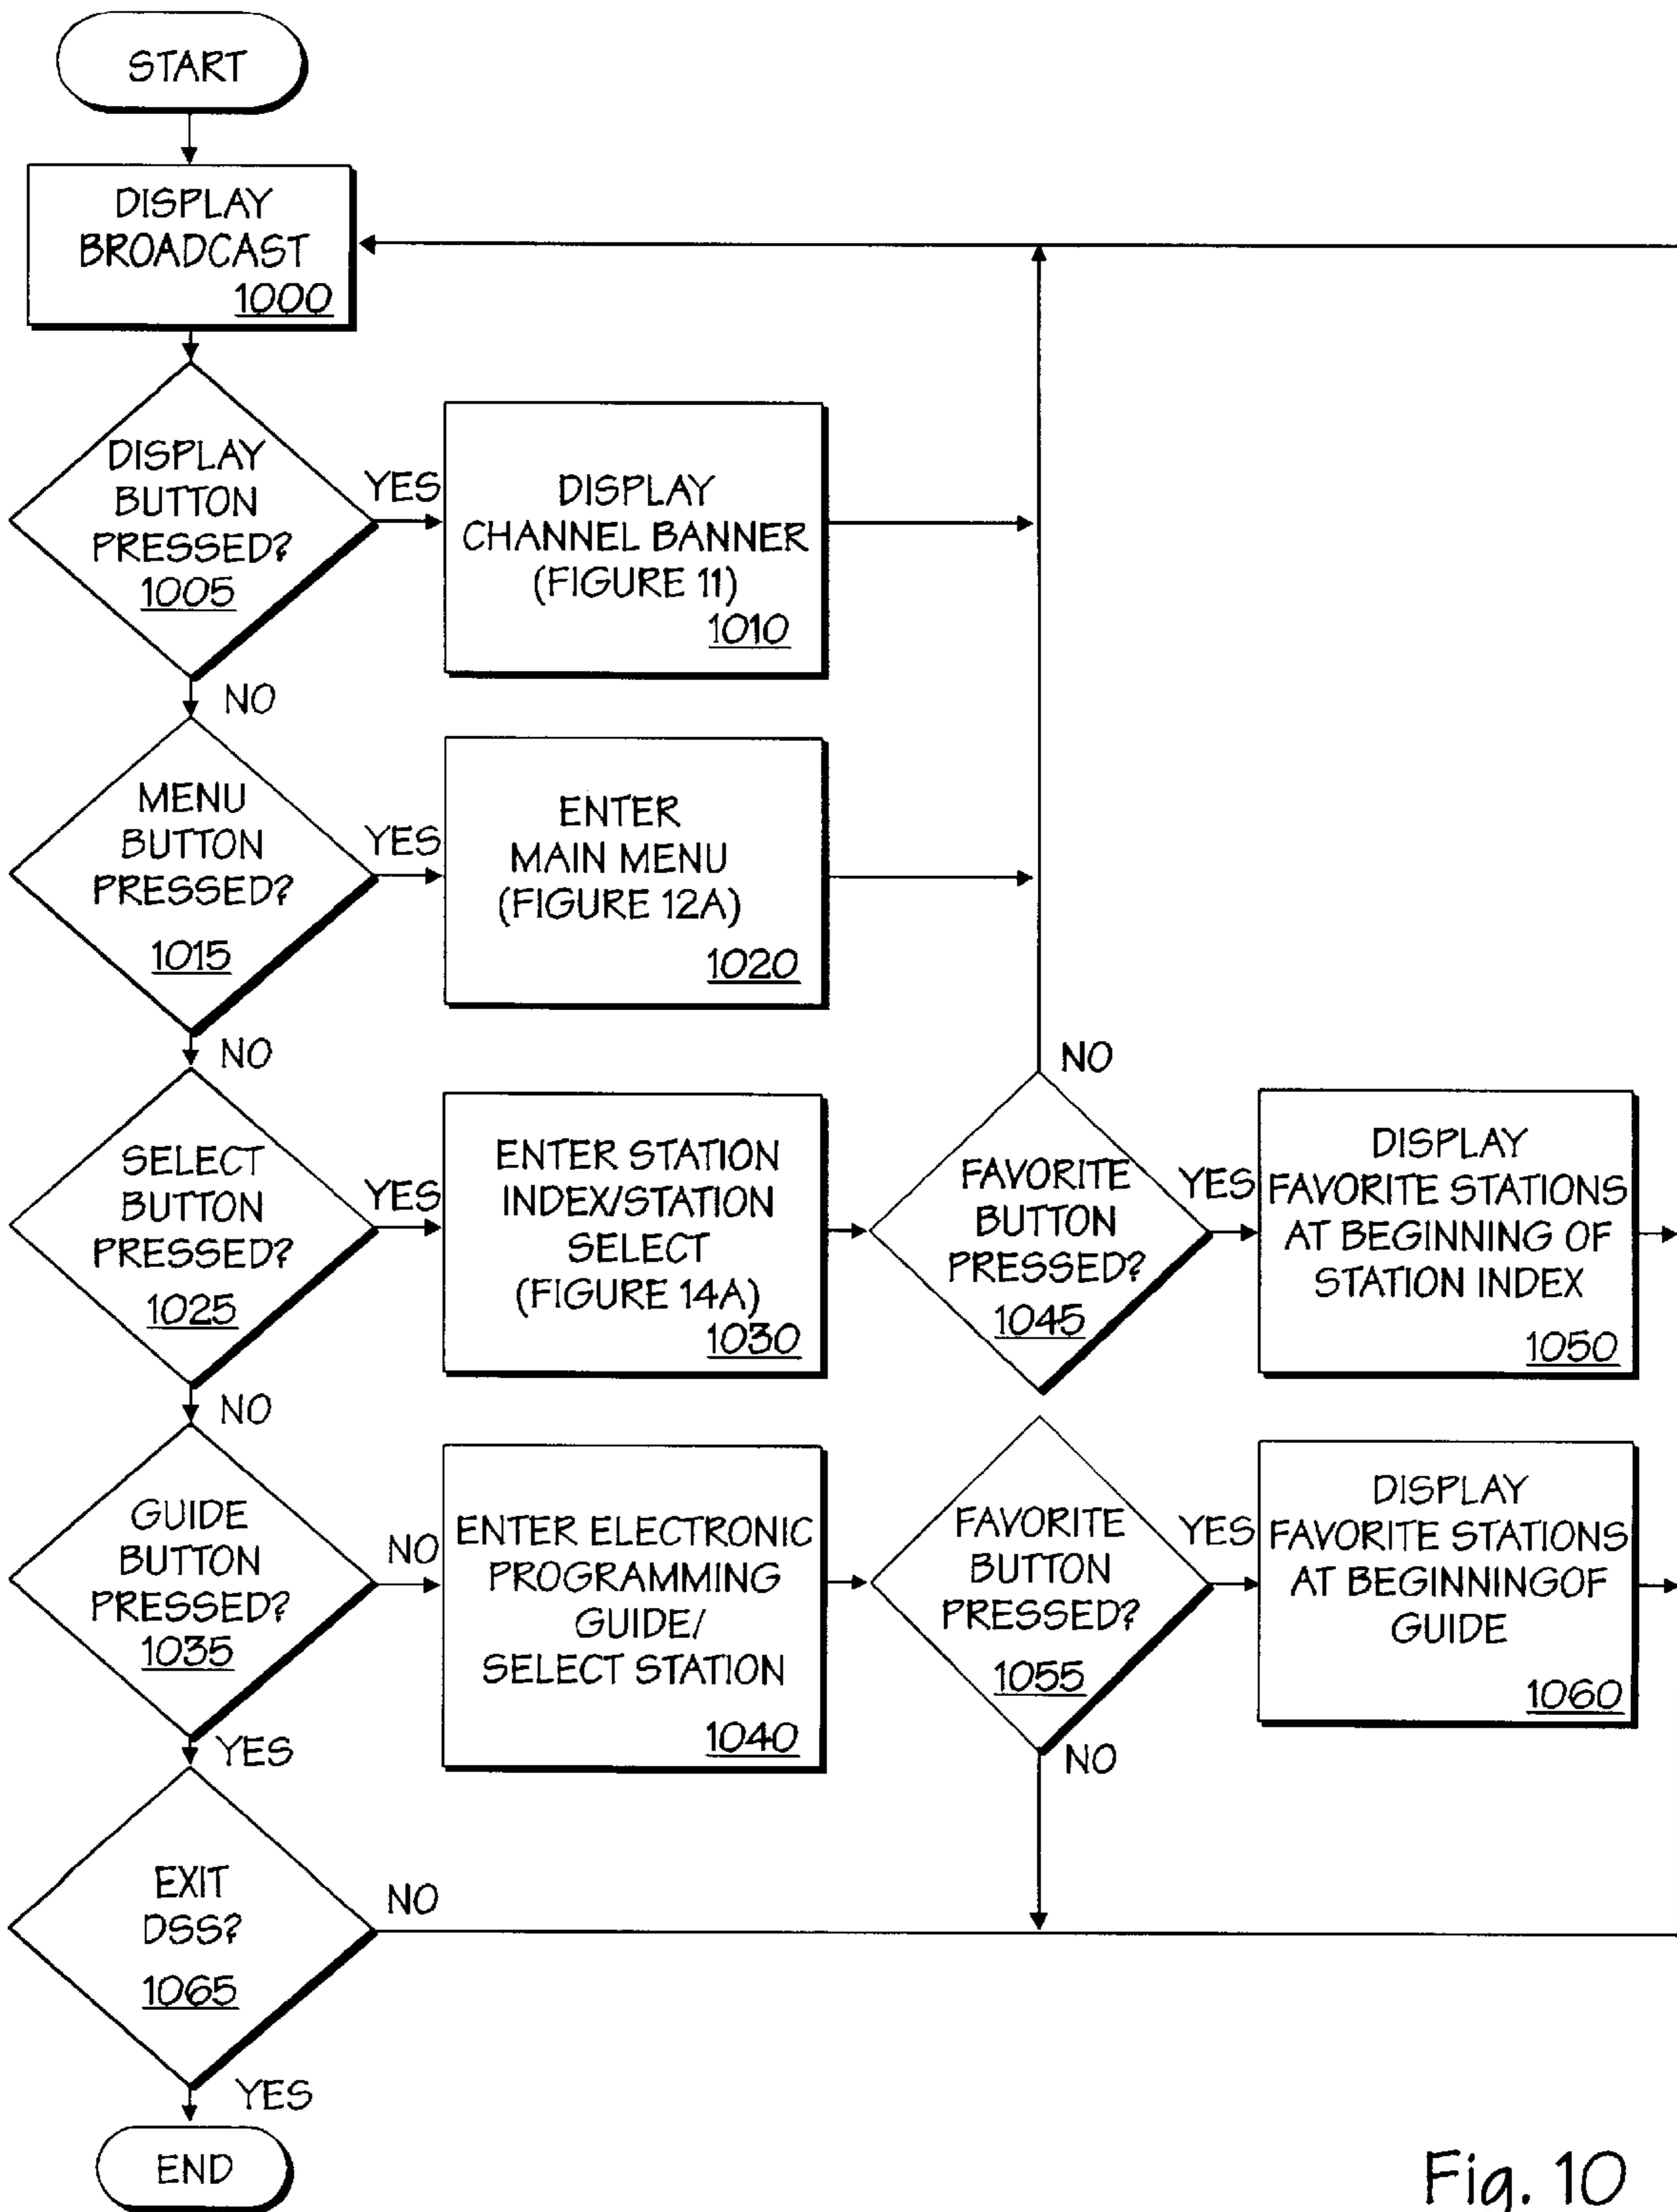 START
DISPLAY
BROADCAST
1000
DISPLAY
BUTTON
PRESSED?
1005
YES
DISPLAY
CHANNEL BANNER
(FIGURE 11)
1010
NO
MENU
BUTTON
PRESSED?
1015
YES
ENTER
MAIN MENU
(FIGURE 12A)
1020
NO
SELECT
BUTTON
PRESSED?
1025
YES
ENTER STATION
INDEX/STATION
SELECT
(FIGURE 14A)
1030
NO
FAVORITE
BUTTON
PRESSED?
1045
YES
DISPLAY
FAVORITE STATIONS
AT BEGINNING OF
STATION INDEX
1050
NO
GUIDE
BUTTON
PRESSED?
1035
NO
ENTER ELECTRONIC
PROGRAMMING
GUIDE/
SELECT STATION
1040
FAVORITE
BUTTON
PRESSED?
1055
YES
DISPLAY
FAVORITE STATIONS
AT BEGINNINGOF
GUIDE
1060
NO
YES
EXIT
DSS?
1065
NO
YES
END
Fig. 10